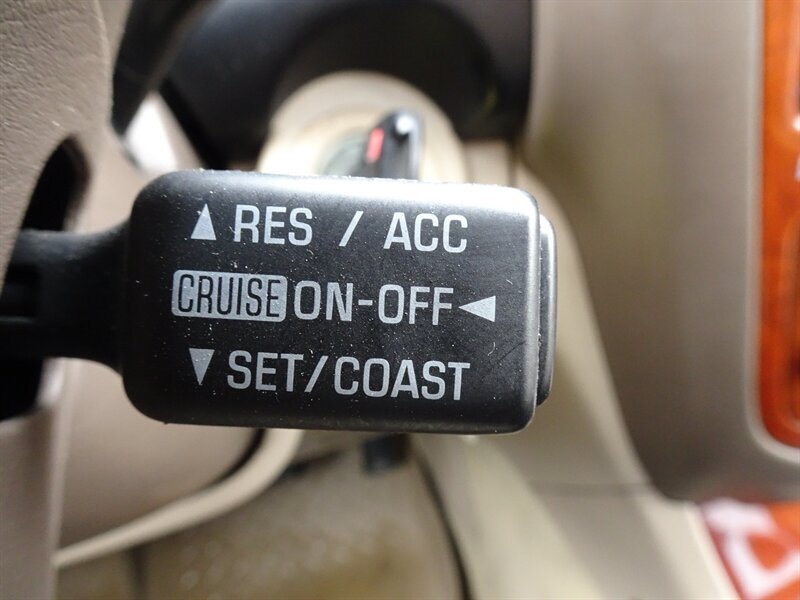 ▲ RES / ACC
CRUISE ON-OFF ◀
▼ SET/COAST